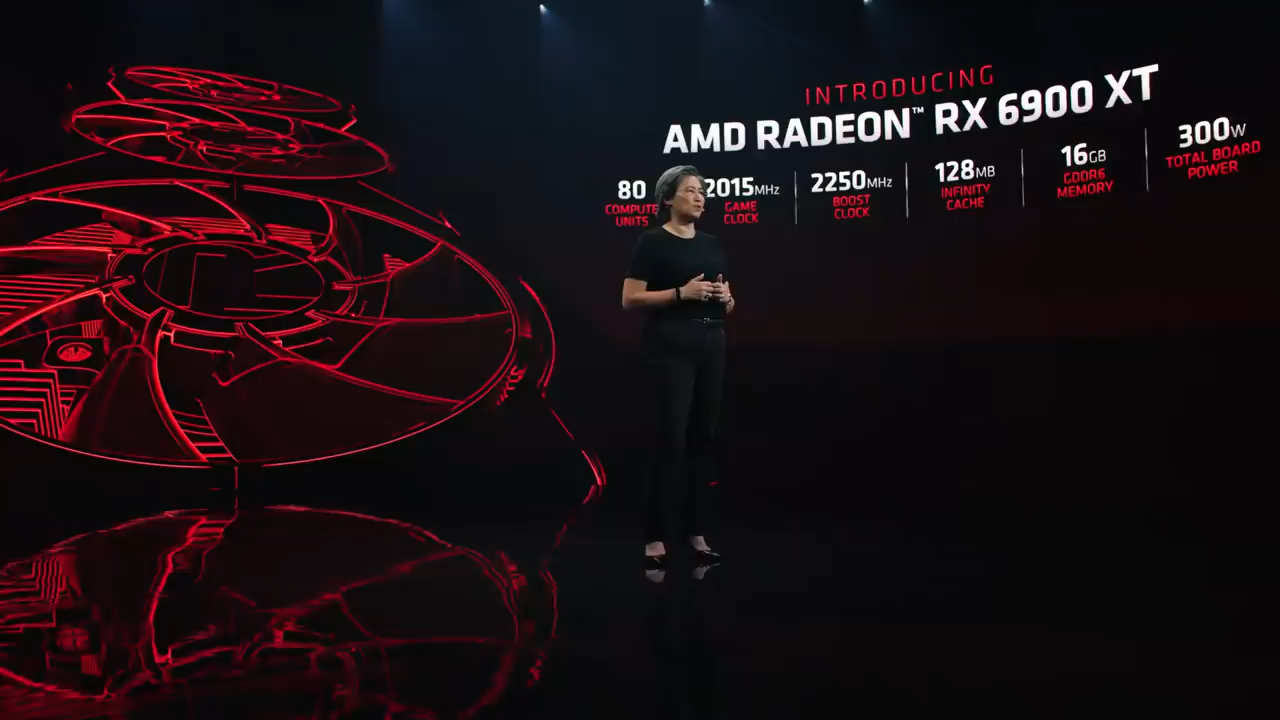 INTRODUCING
AMD RADEON™ RX 6900 XT
80 2015MHz 2250MHz 128MB 16GB 300W
COMPUTE UNITS GAME CLOCK BOOST CLOCK INFINITY CACHE GDDR6 MEMORY TOTAL BOARD POWER